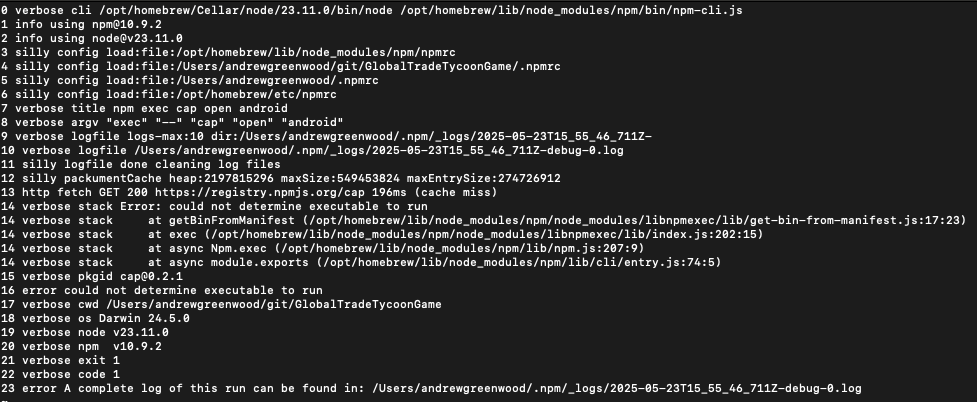 0 verbose cli /opt/homebrew/Cellar/node/23.11.0/bin/node /opt/homebrew/lib/node_modules/npm/bin/npm-cli.js
1 info using npm@10.9.2
2 info using node@v23.11.0
3 silly config load:file:/opt/homebrew/lib/node_modules/npm/npmrc
4 silly config load:file:/Users/andrewgreenwood/git/GlobalTradeTycoonGame/.npmrc
5 silly config load:file:/Users/andrewgreenwood/.npmrc
6 silly config load:file:/opt/homebrew/etc/npmrc
7 verbose title npm exec cap open android
8 verbose argv "exec" "--" "cap" "open" "android"
9 verbose logfile logs-max:10 dir:/Users/andrewgreenwood/.npm/_logs/2025-05-23T15_55_46_711Z-
10 verbose logfile /Users/andrewgreenwood/.npm/_logs/2025-05-23T15_55_46_711Z-debug-0.log
11 silly logfile done cleaning log files
12 silly packumentCache heap:2197815296 maxSize:549453824 maxEntrySize:274726912
13 http fetch GET 200 https://registry.npmjs.org/cap 196ms (cache miss)
14 verbose stack Error: could not determine executable to run
14 verbose stack     at getBinFromManifest (/opt/homebrew/lib/node_modules/npm/node_modules/libnpmexec/lib/get-bin-from-manifest.js:17:23)
14 verbose stack     at exec (/opt/homebrew/lib/node_modules/npm/node_modules/libnpmexec/lib/index.js:202:15)
14 verbose stack     at async Npm.exec (/opt/homebrew/lib/node_modules/npm/lib/npm.js:207:9)
14 verbose stack     at async module.exports (/opt/homebrew/lib/node_modules/npm/lib/cli/entry.js:74:5)
15 verbose pkgid cap@0.2.1
16 error could not determine executable to run
17 verbose cwd /Users/andrewgreenwood/git/GlobalTradeTycoonGame
18 verbose os Darwin 24.5.0
19 verbose node v23.11.0
20 verbose npm  v10.9.2
21 verbose exit 1
22 verbose code 1
23 error A complete log of this run can be found in: /Users/andrewgreenwood/.npm/_logs/2025-05-23T15_55_46_711Z-debug-0.log